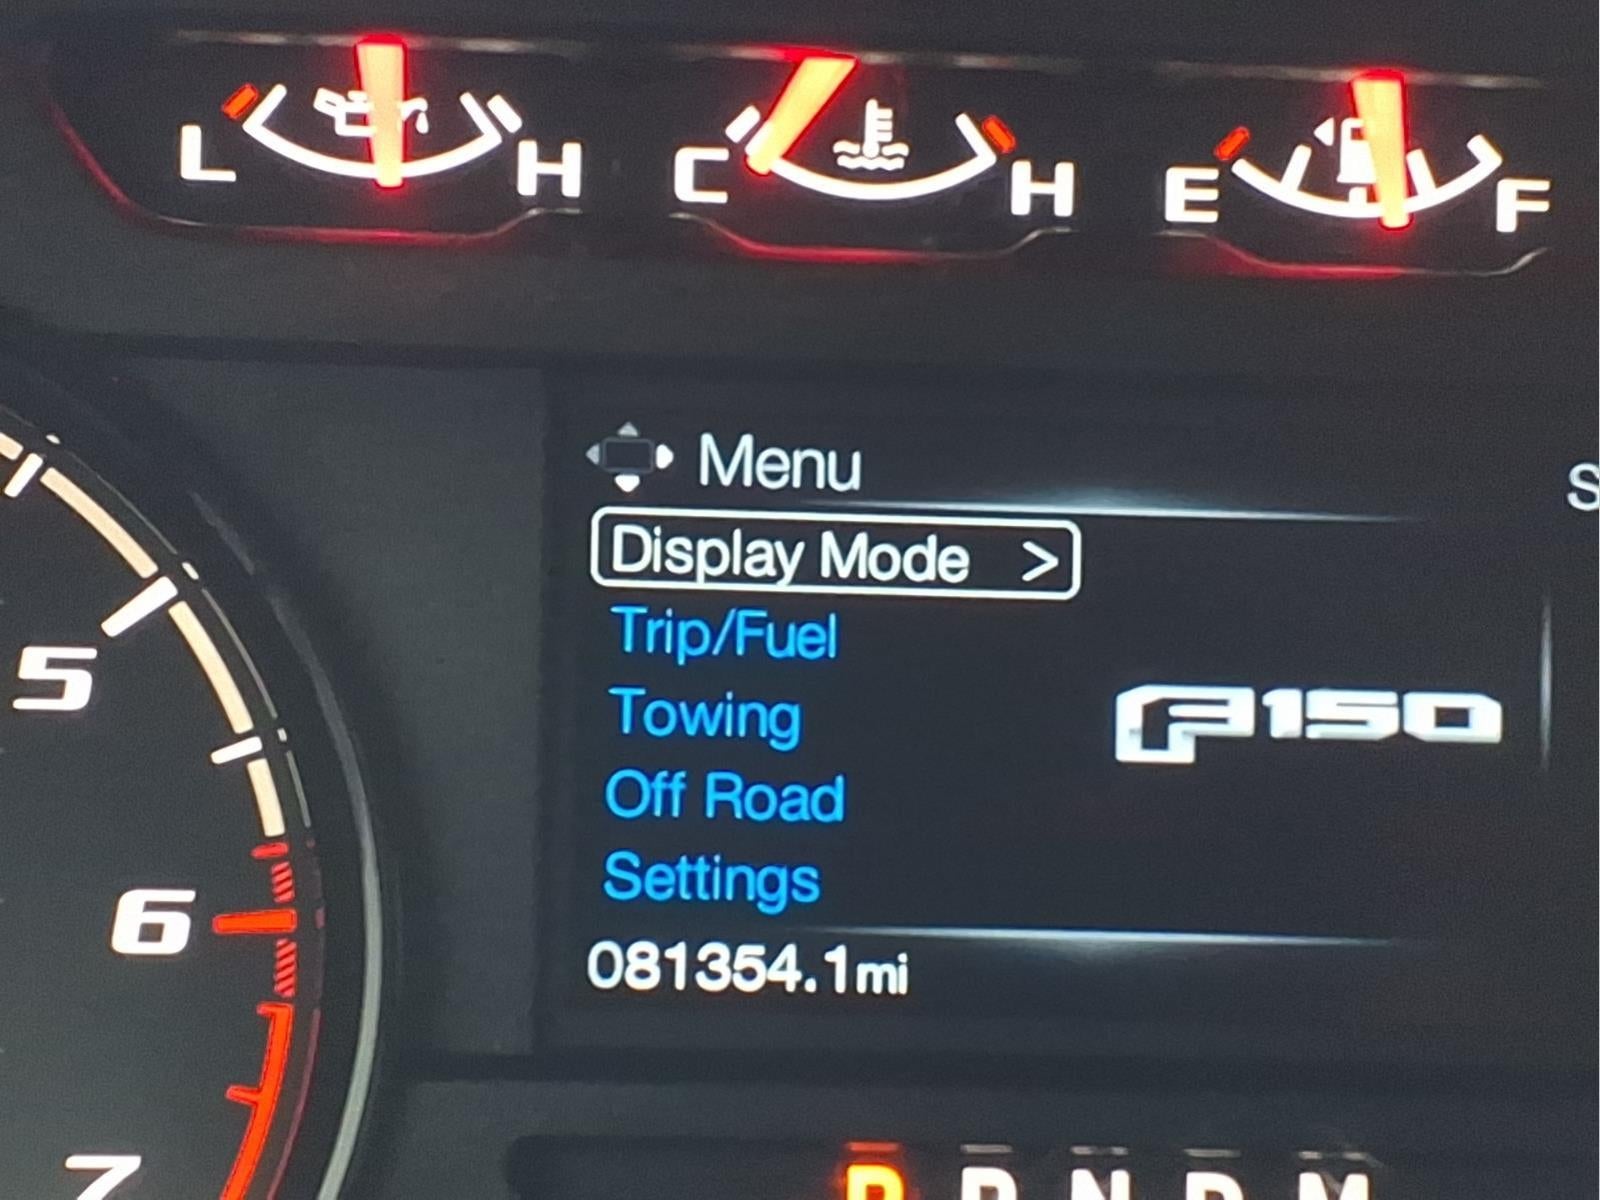 L H C H E F
Menu
S
Display Mode >
Trip/Fuel
5
Towing
F150
Off Road
Settings
6
081354.1mi
7
P R N D M